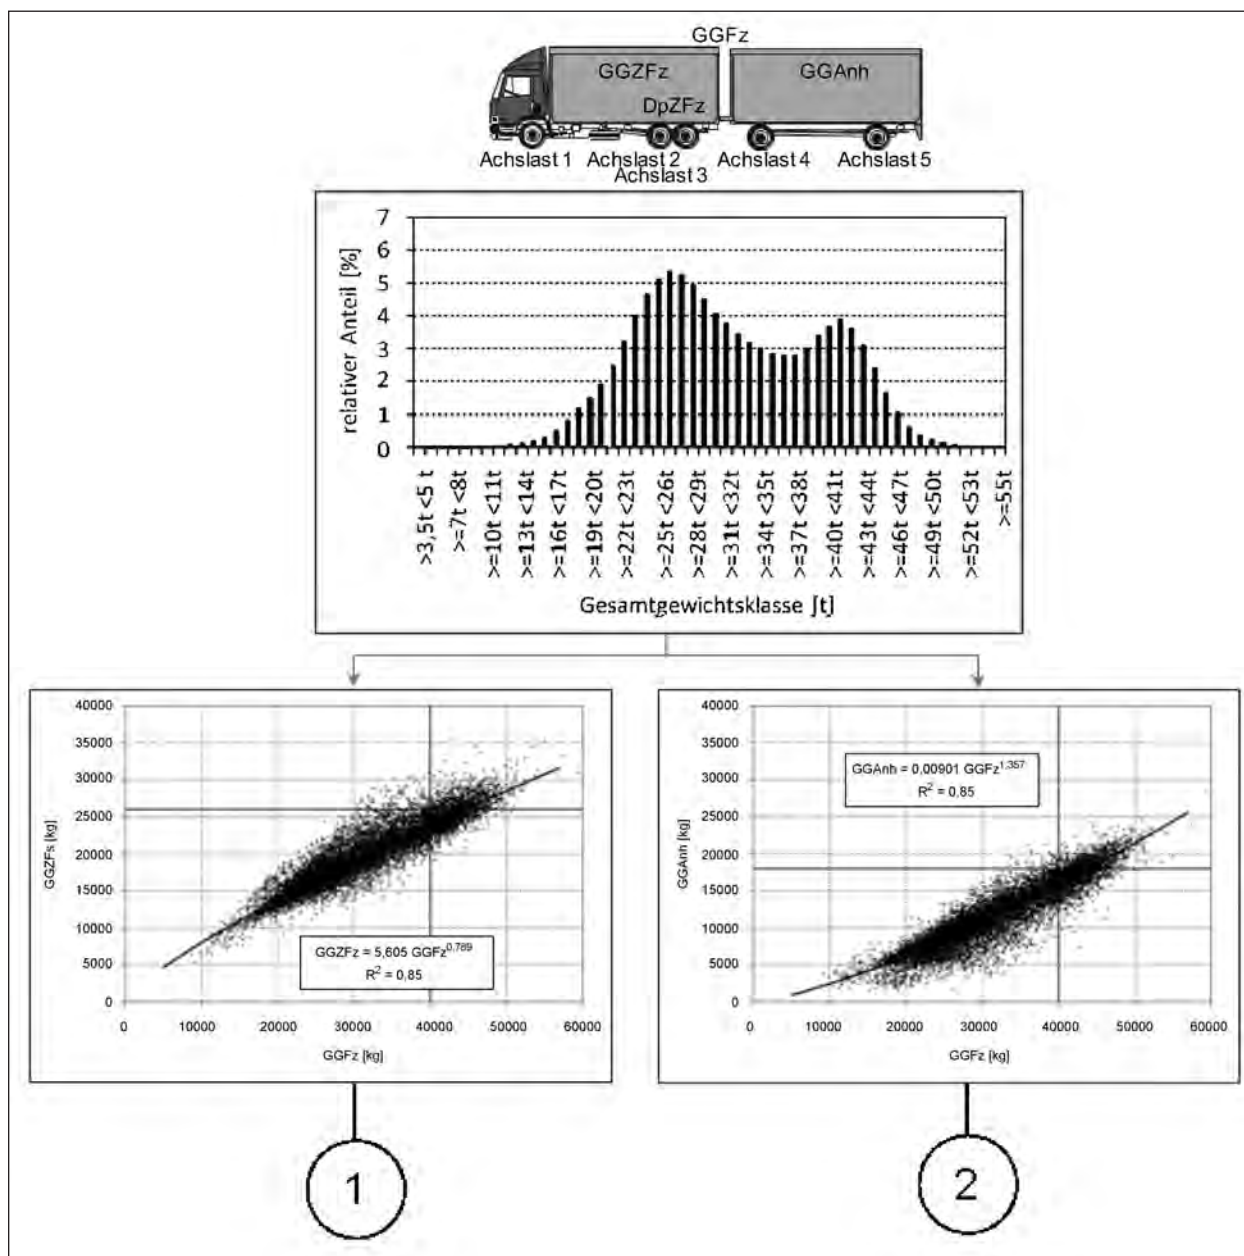 GGFz
GGZFz GGAnh
DpZFz
Achslast 1 Achslast 2 Achslast 4 Achslast 5
Achslast 3
relativer Anteil [%]
7
6
5
4
3
2
1
0
>3,5t <5 t
>=7t <8t
>=10t <11t
>=13t <14t
>=16t <17t
>=19t <20t
>=22t <23t
>=25t <26t
>=28t <29t
>=31t <32t
>=34t <35t
>=37t <38t
>=40t <41t
>=43t <44t
>=46t <47t
>=49t <50t
>=52t <53t
>=55t
Gesamtgewichtsklasse [t]
GGZFs [kg]
40000
35000
30000
25000
20000
15000
10000
5000
0
GGZFz = 5,605 GGFz^0,789
R² = 0,85
0 10000 20000 30000 40000 50000 60000
GGFz [kg]
GGAnh [kg]
40000
35000
30000
25000
20000
15000
10000
5000
0
GGAnh = 0,00901 GGFz^1,357
R² = 0,85
0 10000 20000 30000 40000 50000 60000
GGFz [kg]
1
2